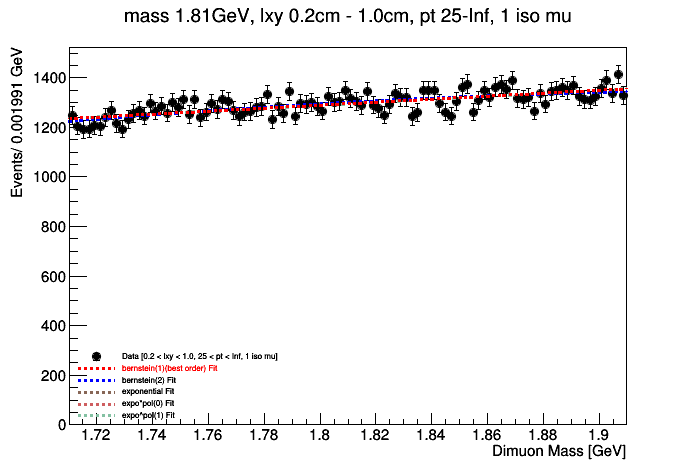 mass 1.81GeV, lxy 0.2cm - 1.0cm, pt 25-Inf, 1 iso mu
Events/ 0.001991 GeV
1400
1200
1000
800
600
400
200
0
Data [0.2 < lxy < 1.0, 25 < pt < Inf, 1 iso mu]
bernstein(1)(best order) Fit
bernstein(2) Fit
exponential Fit
expo*pol(0) Fit
expo^pol(1) Fit
1.72 1.74 1.76 1.78 1.8 1.82 1.84 1.86 1.88 1.9
Dimuon Mass [GeV]